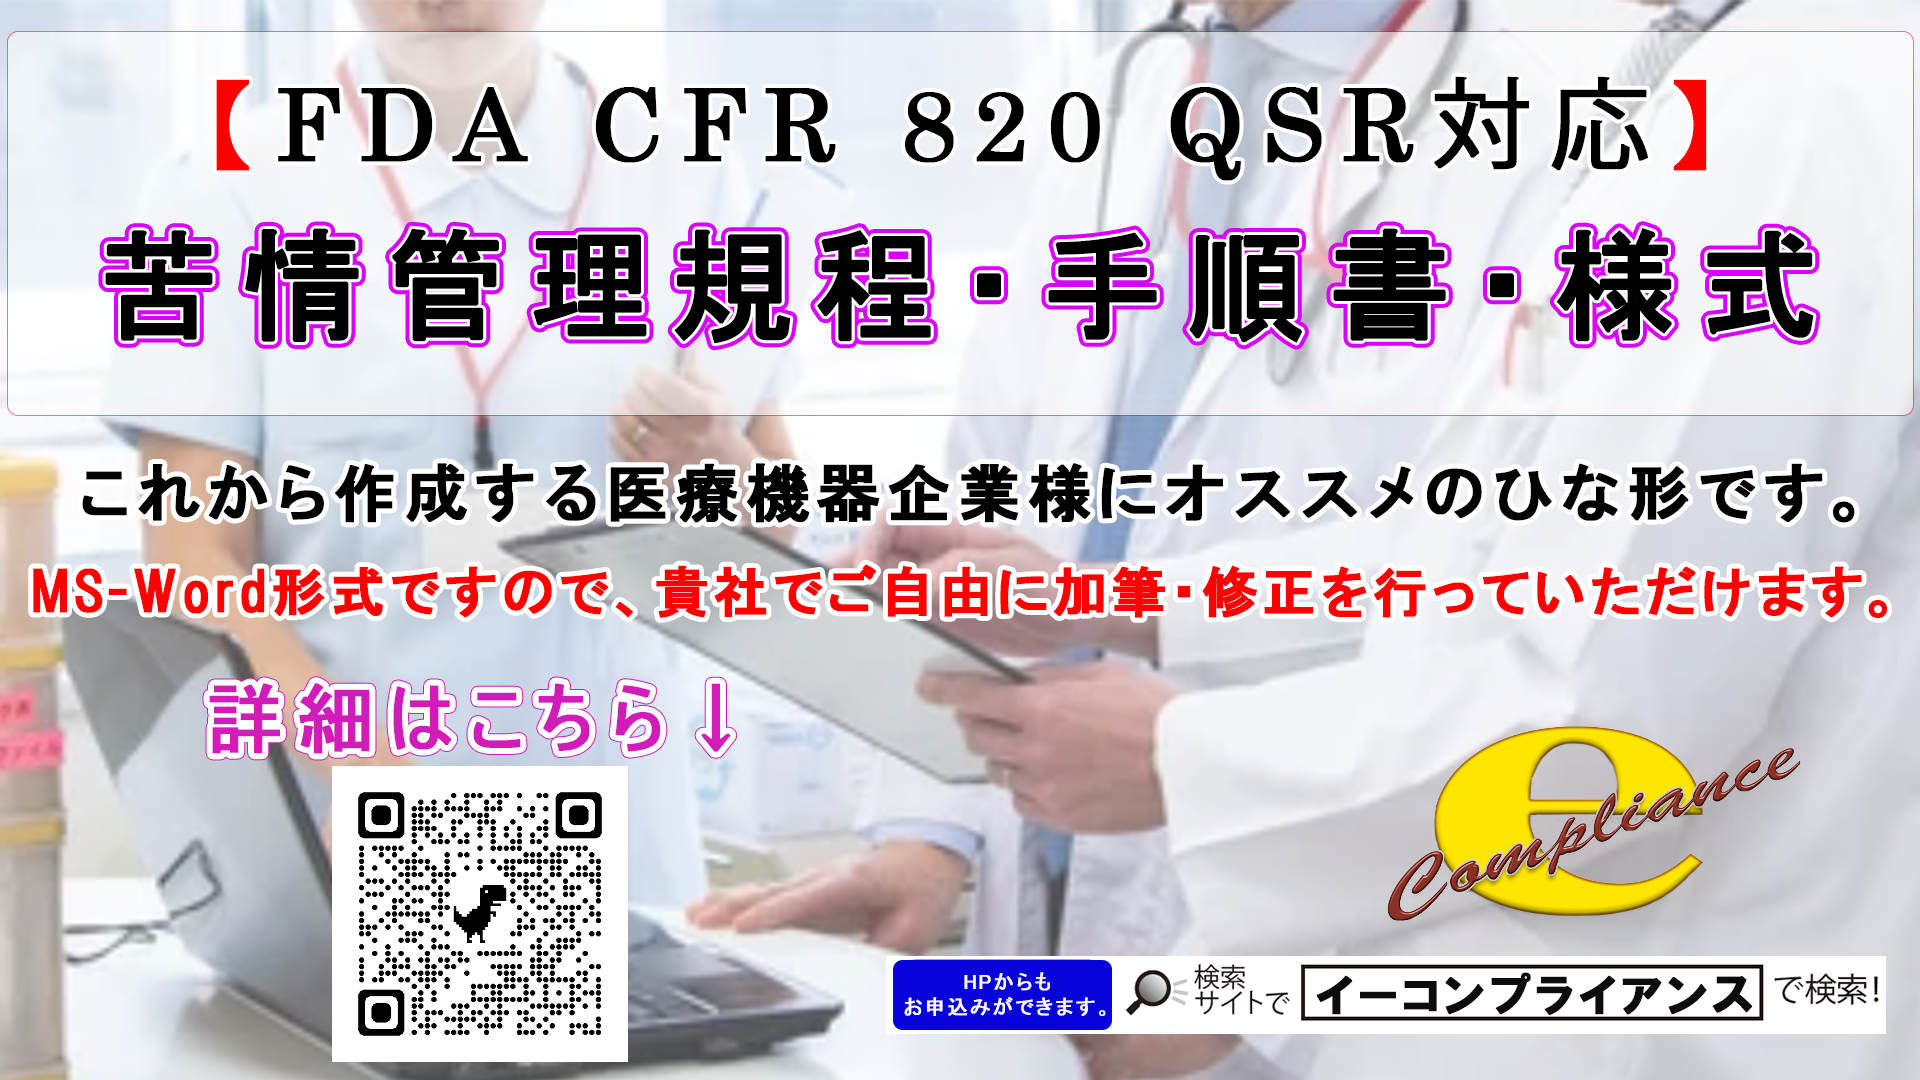 【FDA CFR 820 QSR対応】
苦情管理規程・手順書・様式
これから作成する医療機器企業様にオススメのひな形です。
MS-Word形式ですので、貴社でご自由に加筆・修正を行っていただけます。
詳細はこちら↓
e
Compliance
HPからも
お申込みができます。
検索
サイトで
イーコンプライアンス
で検索!
ファイル